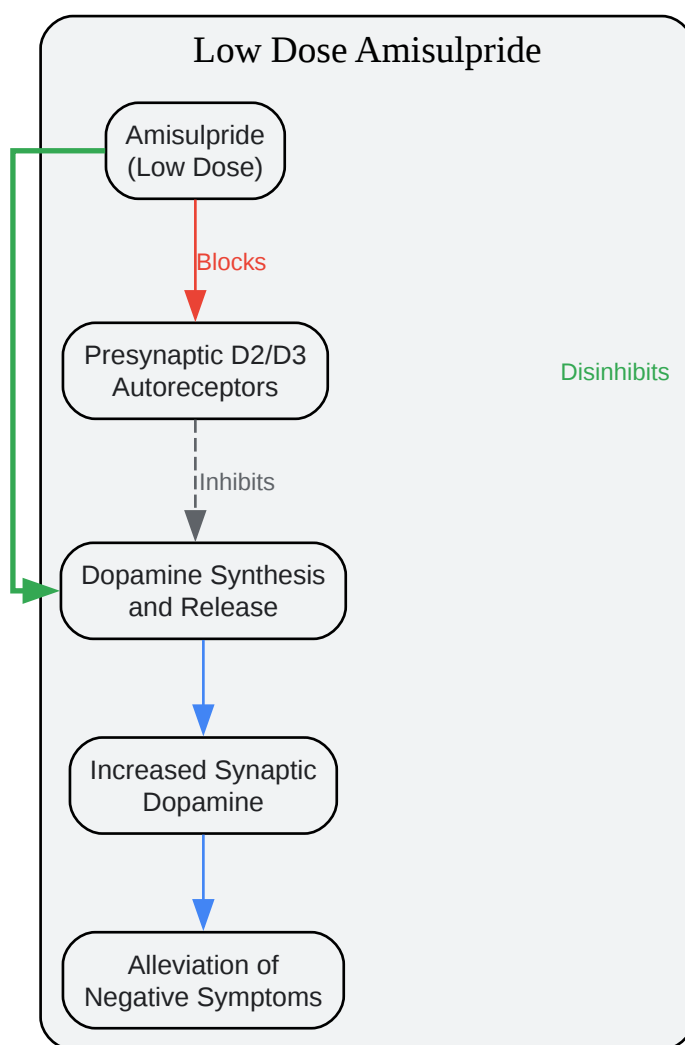 Low Dose Amisulpride
Amisulpride
(Low Dose)
Blocks
Presynaptic D2/D3
Autoreceptors
Disinhibits
Inhibits
Dopamine Synthesis
and Release
Increased Synaptic
Dopamine
Alleviation of
Negative Symptoms